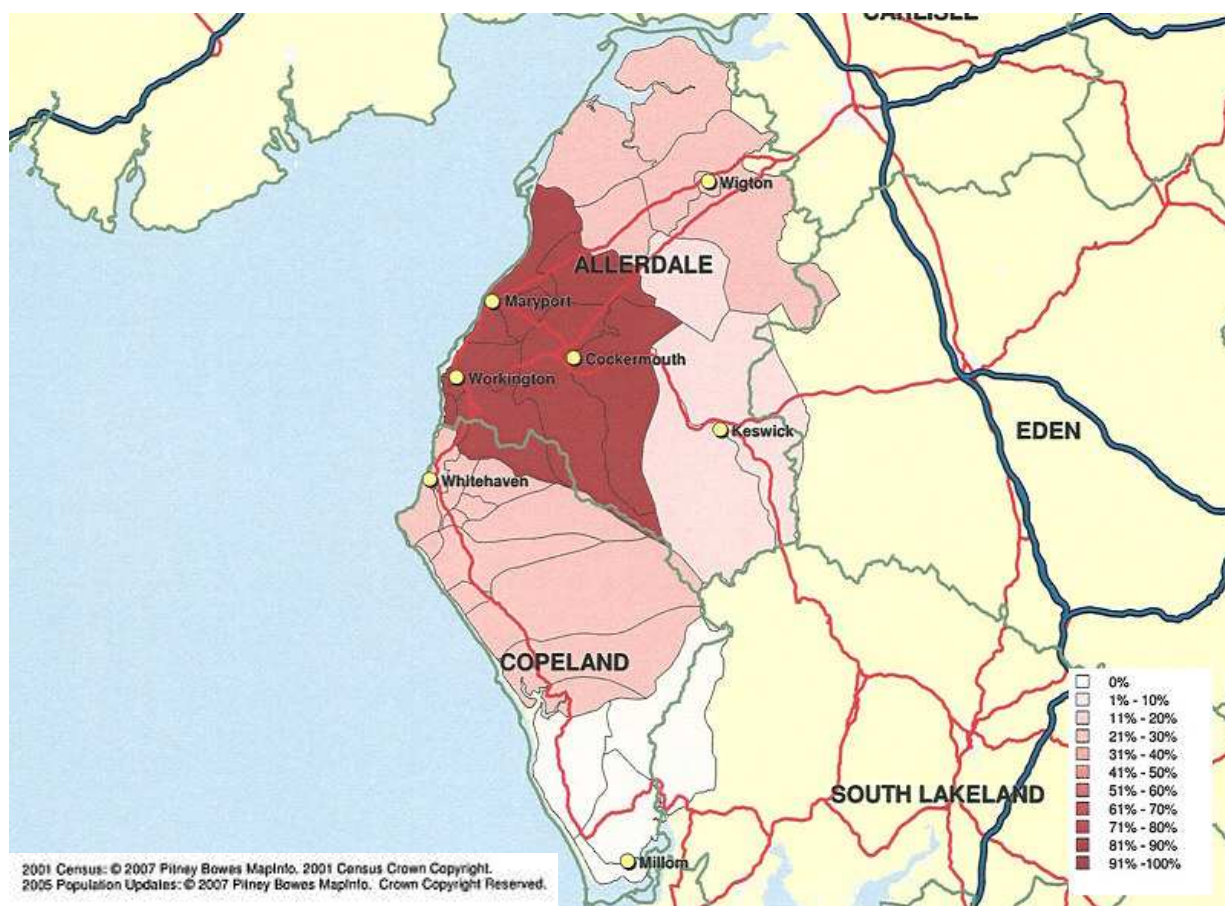 CARLISLE
Wigton
ALLERDALE
Maryport
Cockermouth
Workington
Keswick
EDEN
Whitehaven
COPELAND
0%
1% - 10%
11% - 20%
21% - 30%
31% - 40%
41% - 50%
51% - 60%
61% - 70%
71% - 80%
81% - 90%
91% -100%
SOUTH LAKELAND
Millom
2001 Census: © 2007 Pitney Bowes MapInfo. 2001 Census Crown Copyright.
2005 Population Updates: © 2007 Pitney Bowes MapInfo. Crown Copyright Reserved.